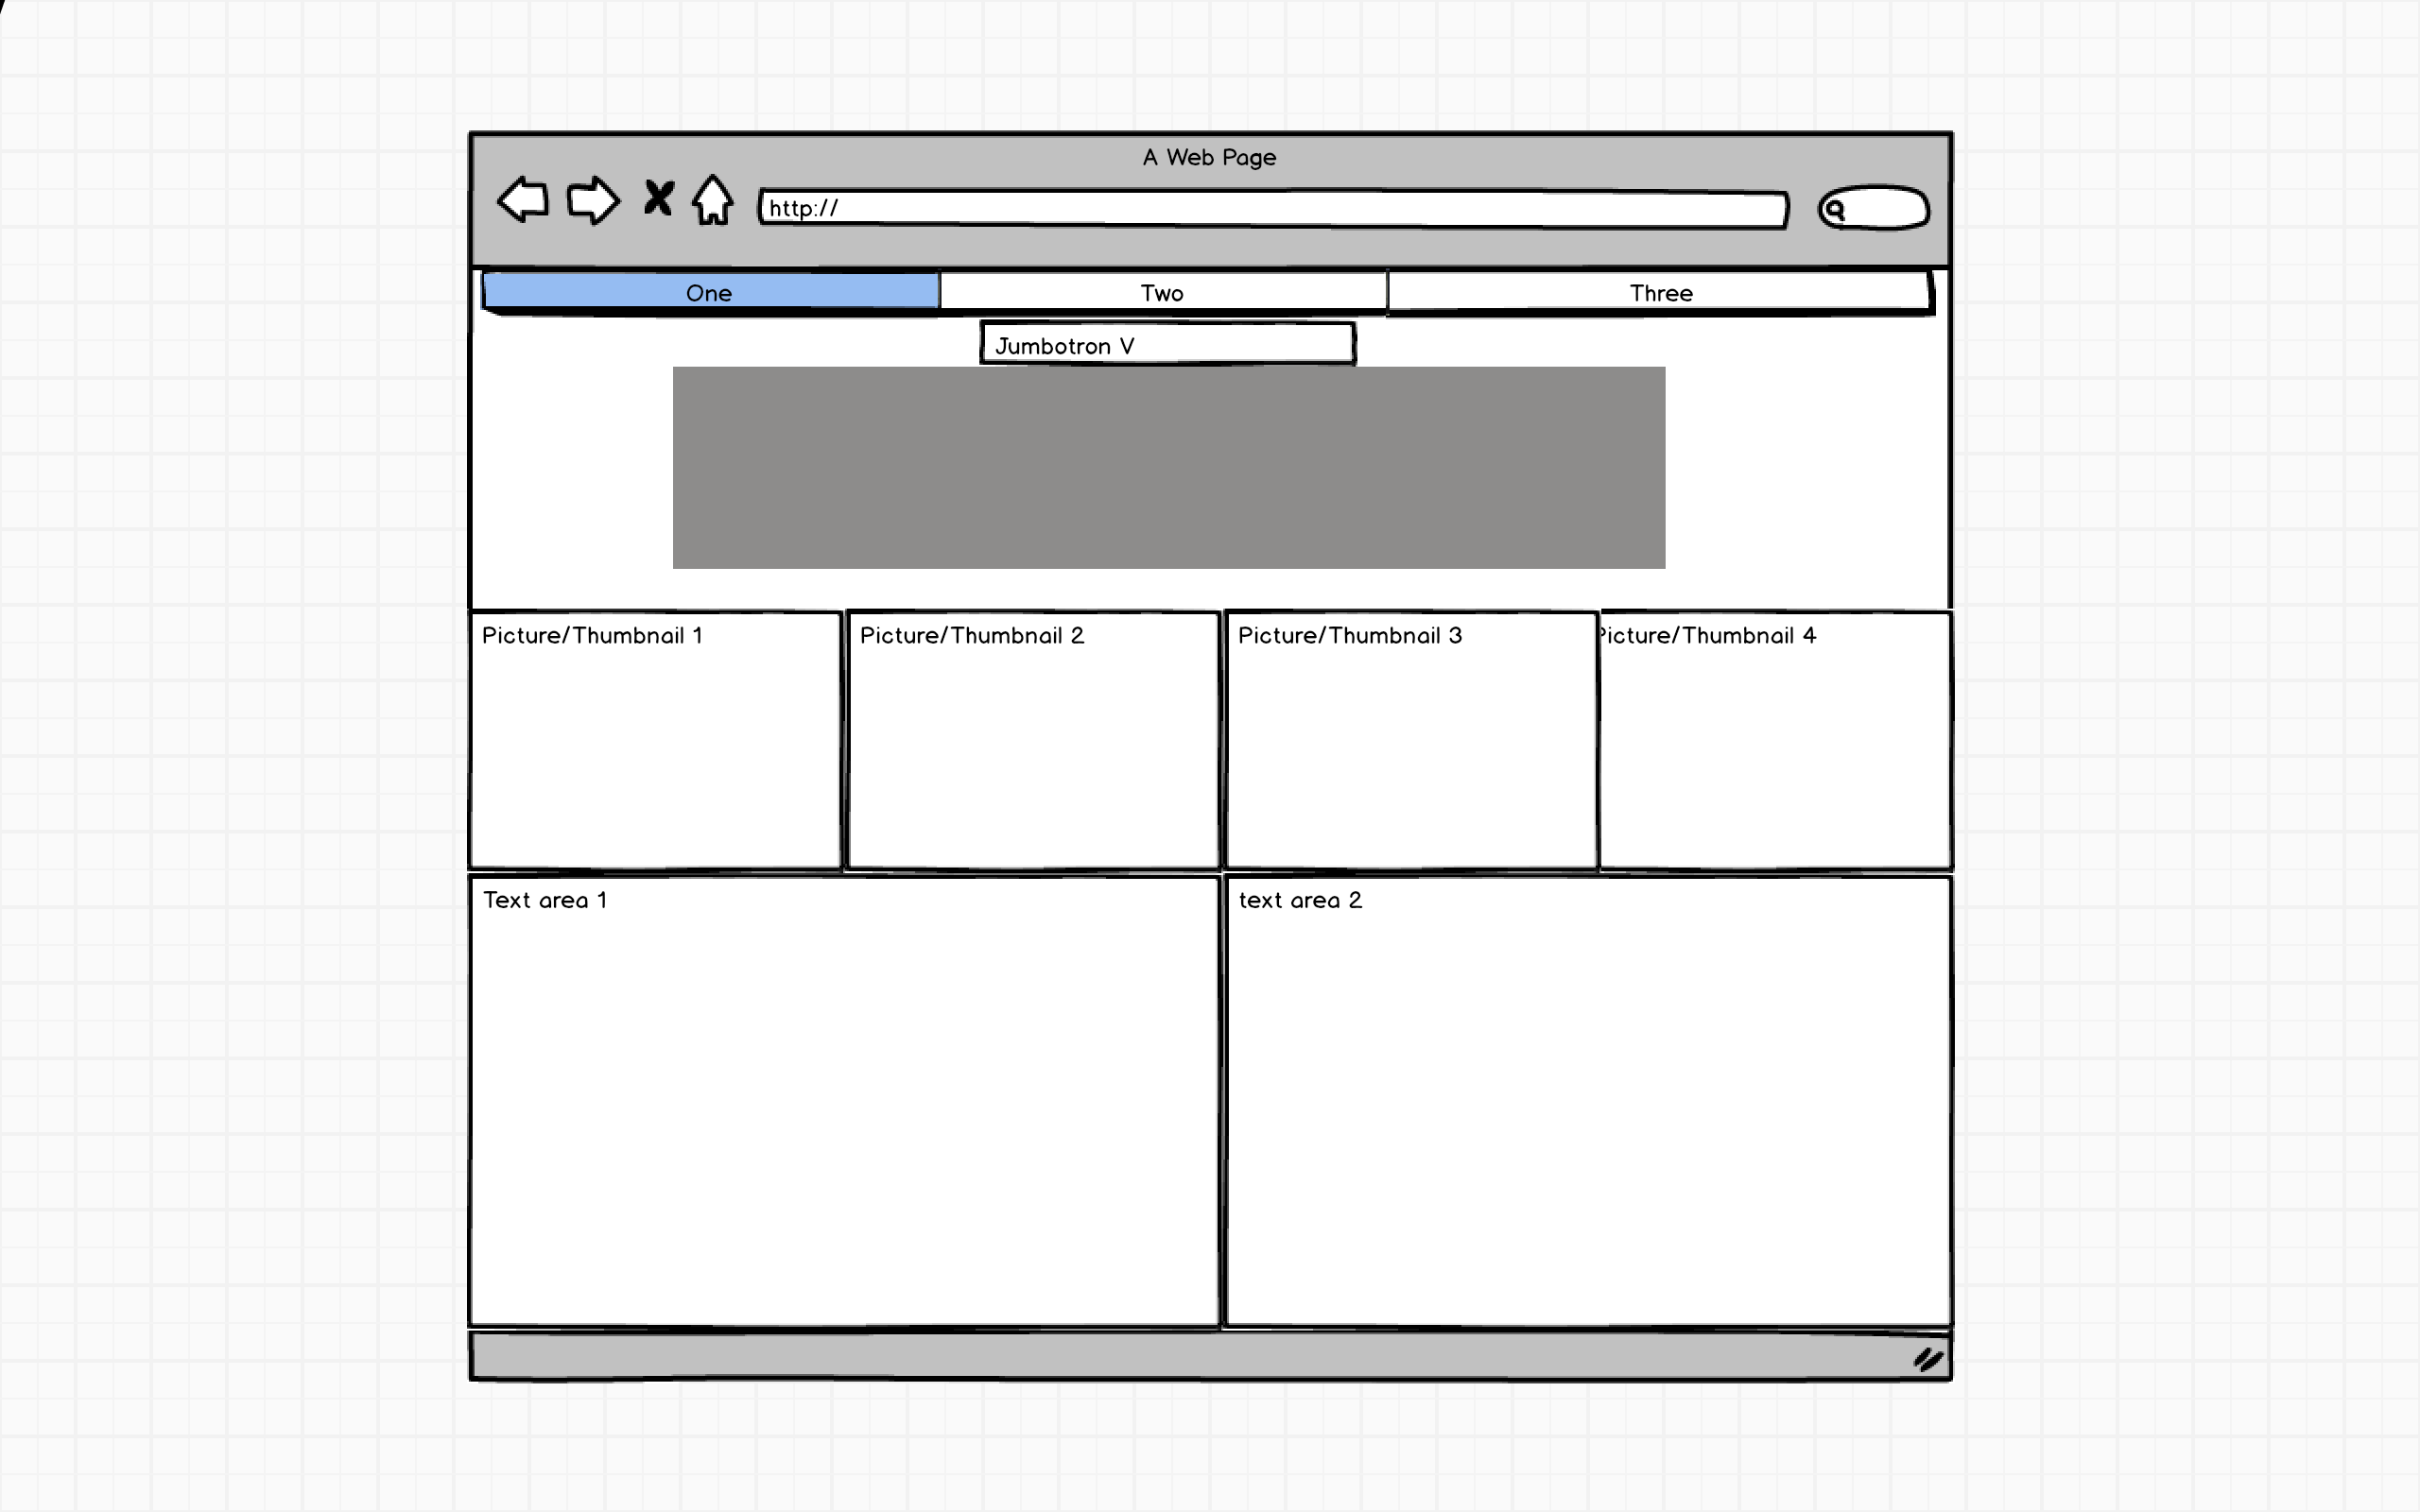 A Web Page
http://
One Two Three
Jumbotron V
Picture/Thumbnail 1 Picture/Thumbnail 2 Picture/Thumbnail 3 Picture/Thumbnail 4
Text area 1 text area 2